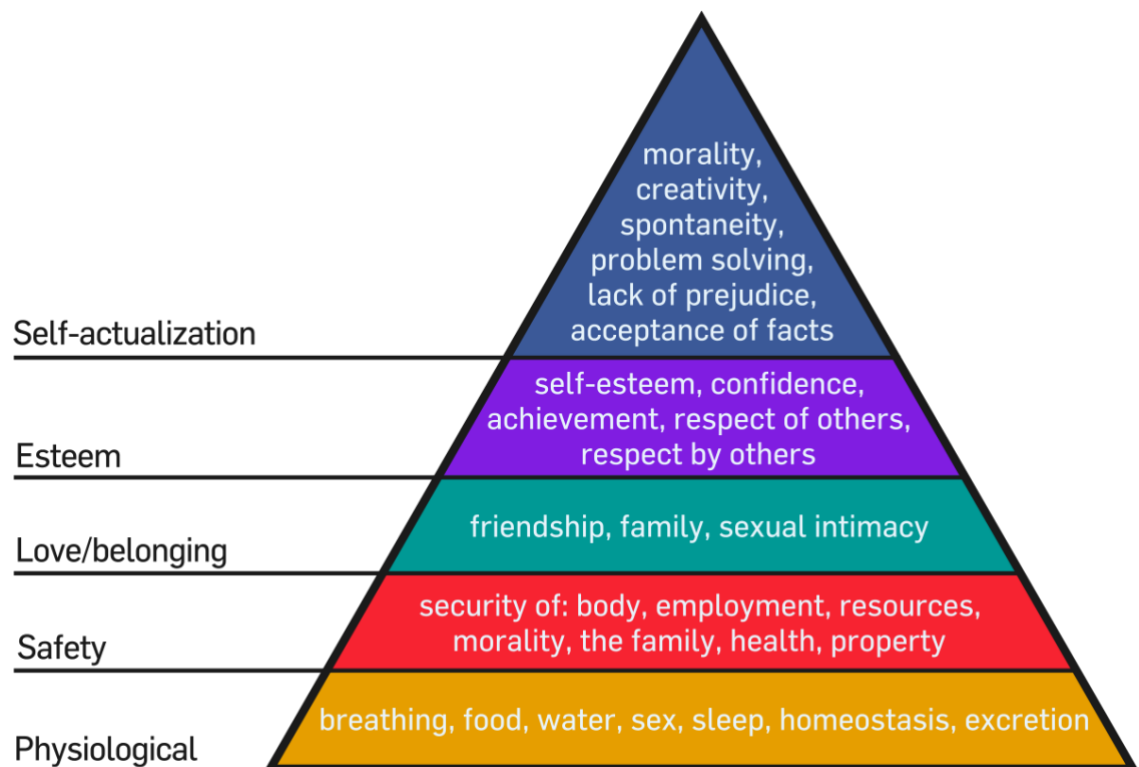 morality,
creativity,
spontaneity,
problem solving,
lack of prejudice,
acceptance of facts
Self-actualization
self-esteem, confidence,
achievement, respect of others,
respect by others
Esteem
friendship, family, sexual intimacy
Love/belonging
security of: body, employment, resources,
morality, the family, health, property
Safety
breathing, food, water, sex, sleep, homeostasis, excretion
Physiological